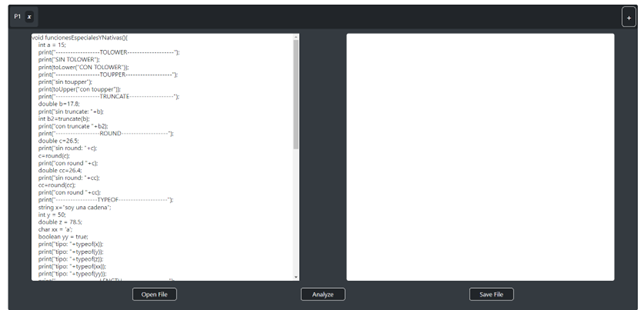 P1 x
+
void funcionesEspecialesYNativas(){
int a = 15;
print("-------------------TOLOWER--------------------");
print("SIN TOLOWER");
print(toLower("CON TOLOWER"));
print("-------------------TOUPPER--------------------");
print("sin toupper");
print(toUpper("con toupper"));
print("-------------------TRUNCATE-------------------");
double b=17.8;
print("sin truncate: "+b);
int b2=truncate(b);
print("con truncate "+b2);
print("-------------------ROUND--------------------");
double c=26.5;
print("sin round: "+c);
c=round(c);
print("con round "+c);
double cc=26.4;
print("sin round: "+cc);
cc=round(cc);
print("con round "+cc);
print("------------------TYPEOF---------------------");
string x="soy una cadena";
int y = 50;
double z = 78.5;
char xx = 'a';
boolean yy = true;
print("tipo: "+typeof(x));
print("tipo: "+typeof(y));
print("tipo: "+typeof(z));
print("tipo: "+typeof(xx));
print("tipo: "+typeof(yy));
Open File
Analyze
Save File